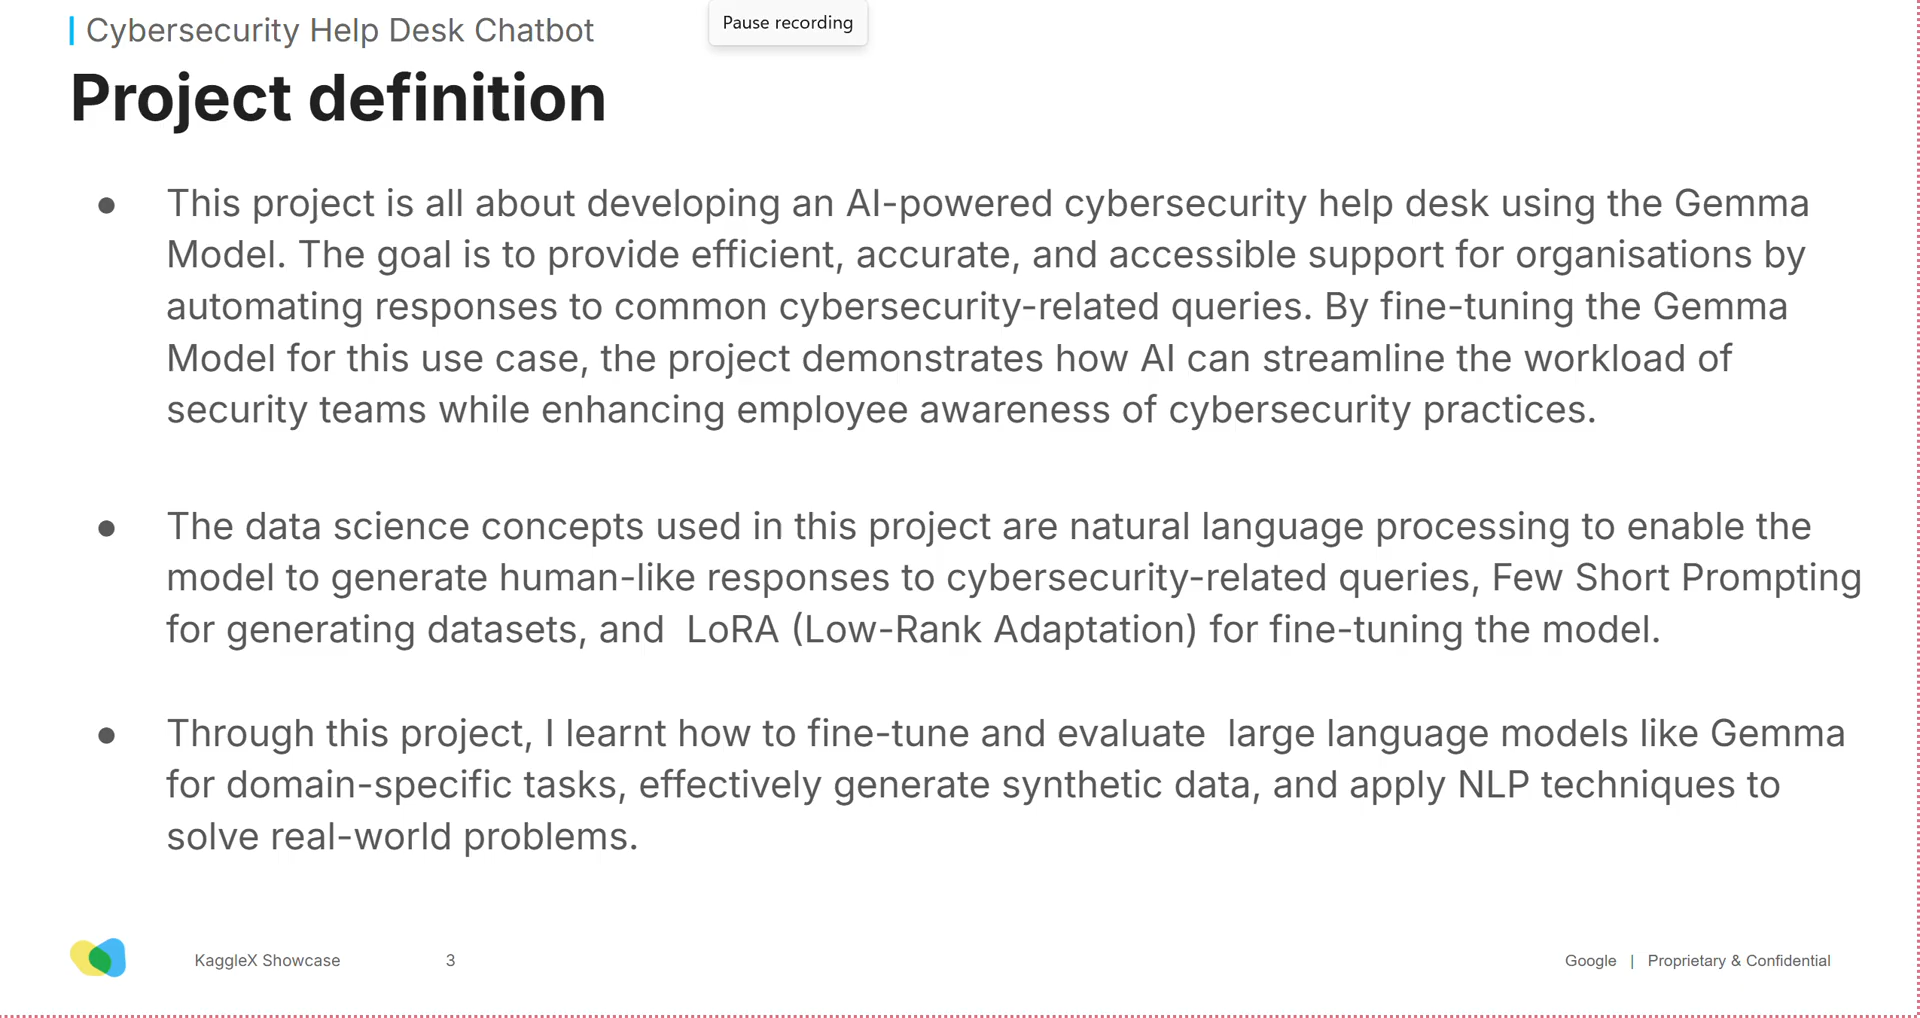 Cybersecurity Help Desk Chatbot
Pause recording
Project definition
● This project is all about developing an AI-powered cybersecurity help desk using the Gemma
Model. The goal is to provide efficient, accurate, and accessible support for organisations by
automating responses to common cybersecurity-related queries. By fine-tuning the Gemma
Model for this use case, the project demonstrates how AI can streamline the workload of
security teams while enhancing employee awareness of cybersecurity practices.
● The data science concepts used in this project are natural language processing to enable the
model to generate human-like responses to cybersecurity-related queries, Few Short Prompting
for generating datasets, and  LoRA (Low-Rank Adaptation) for fine-tuning the model.
● Through this project, I learnt how to fine-tune and evaluate  large language models like Gemma
for domain-specific tasks, effectively generate synthetic data, and apply NLP techniques to
solve real-world problems.
KaggleX Showcase 3 Google | Proprietary & Confidential